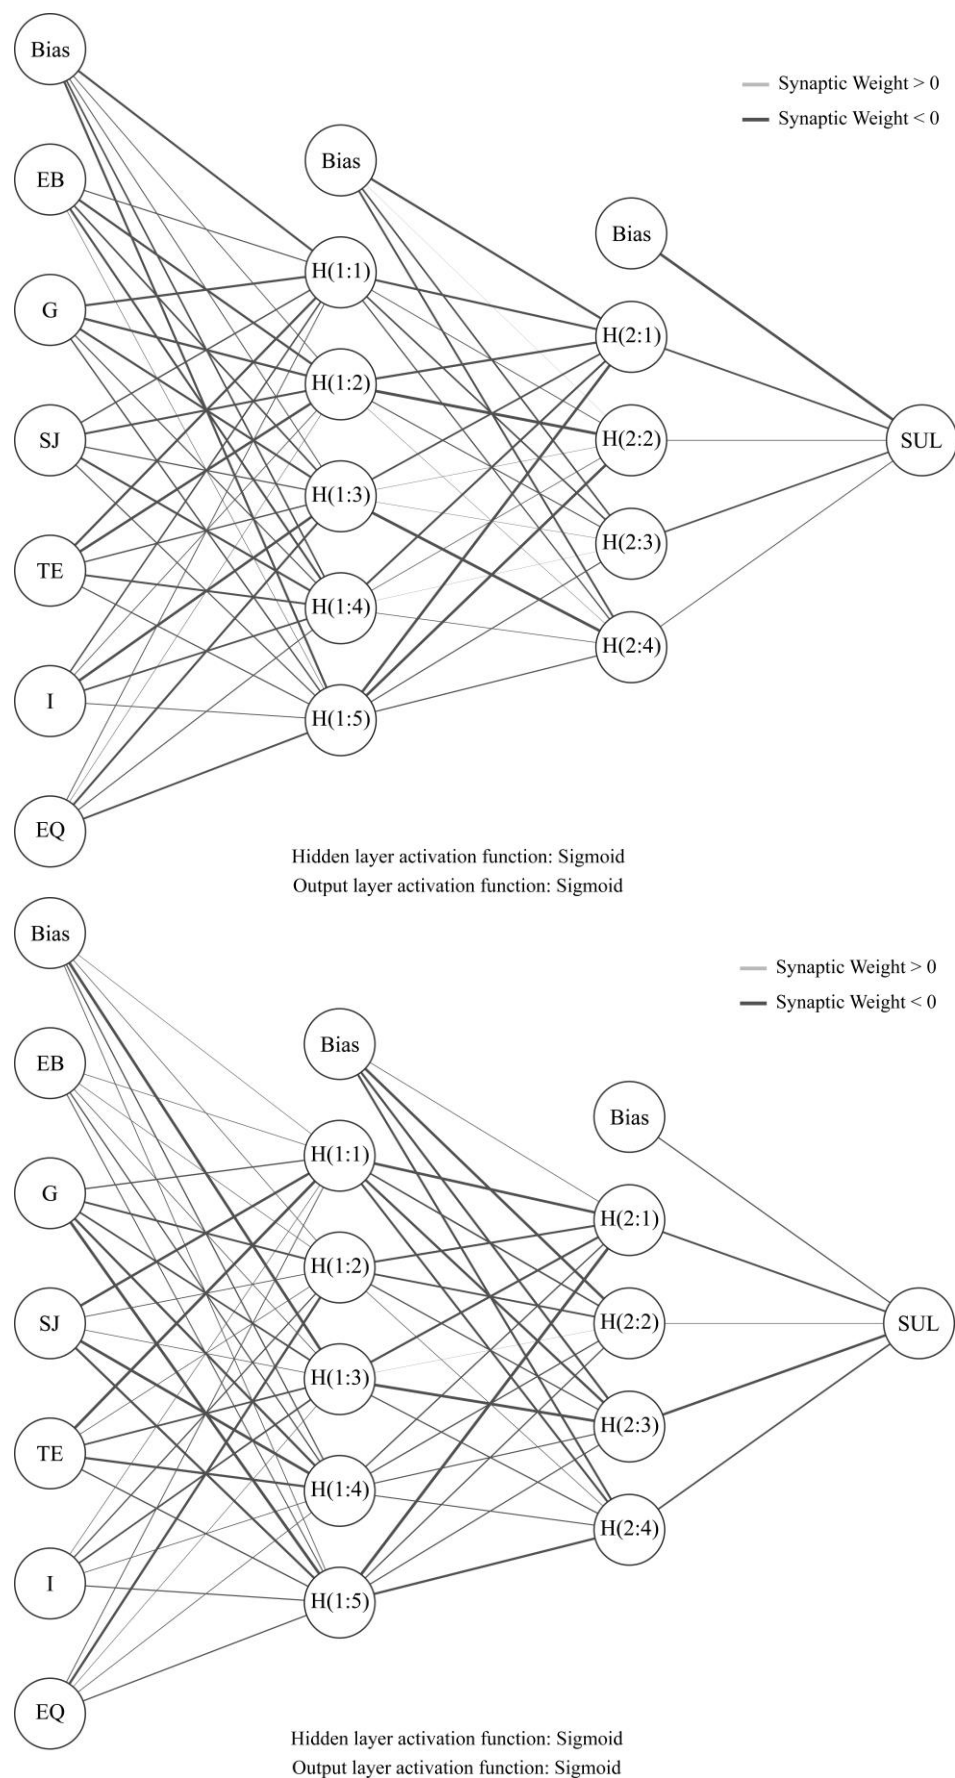 Bias
Synaptic Weight > 0
Synaptic Weight < 0
Bias
EB
Bias
H(1:1)
G
H(2:1)
H(1:2)
SJ
H(2:2)
SUL
H(1:3)
H(2:3)
TE
H(1:4)
H(2:4)
I
H(1:5)
EQ
Hidden layer activation function: Sigmoid
Output layer activation function: Sigmoid
Bias
Synaptic Weight > 0
Synaptic Weight < 0
Bias
EB
Bias
H(1:1)
G
H(2:1)
H(1:2)
SJ
H(2:2)
SUL
H(1:3)
H(2:3)
TE
H(1:4)
H(2:4)
I
H(1:5)
EQ
Hidden layer activation function: Sigmoid
Output layer activation function: Sigmoid